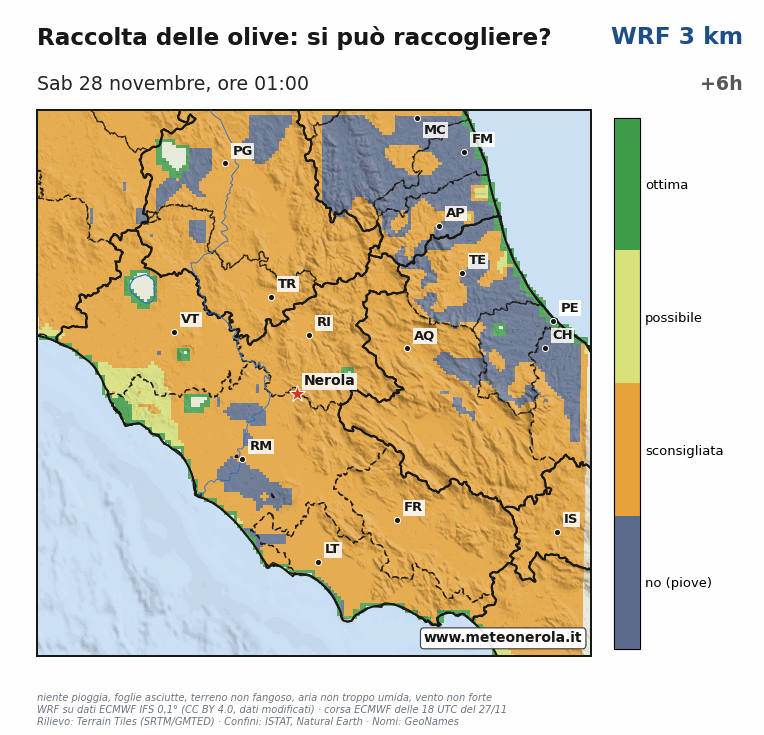 Raccolta delle olive: si può raccogliere?
WRF 3 km
Sab 28 novembre, ore 01:00
+6h
MC
FM
PG
AP
TE
TR
PE
VT
RI
CH
AQ
Nerola
RM
FR
IS
LT
www.meteonerola.it
ottima
possibile
sconsigliata
no (piove)
niente pioggia, foglie asciutte, terreno non fangoso, aria non troppo umida, vento non forte
WRF su dati ECMWF IFS 0,1° (CC BY 4.0, dati modificati) · corsa ECMWF delle 18 UTC del 27/11
Rilievo: Terrain Tiles (SRTM/GMTED) · Confini: ISTAT, Natural Earth · Nomi: GeoNames